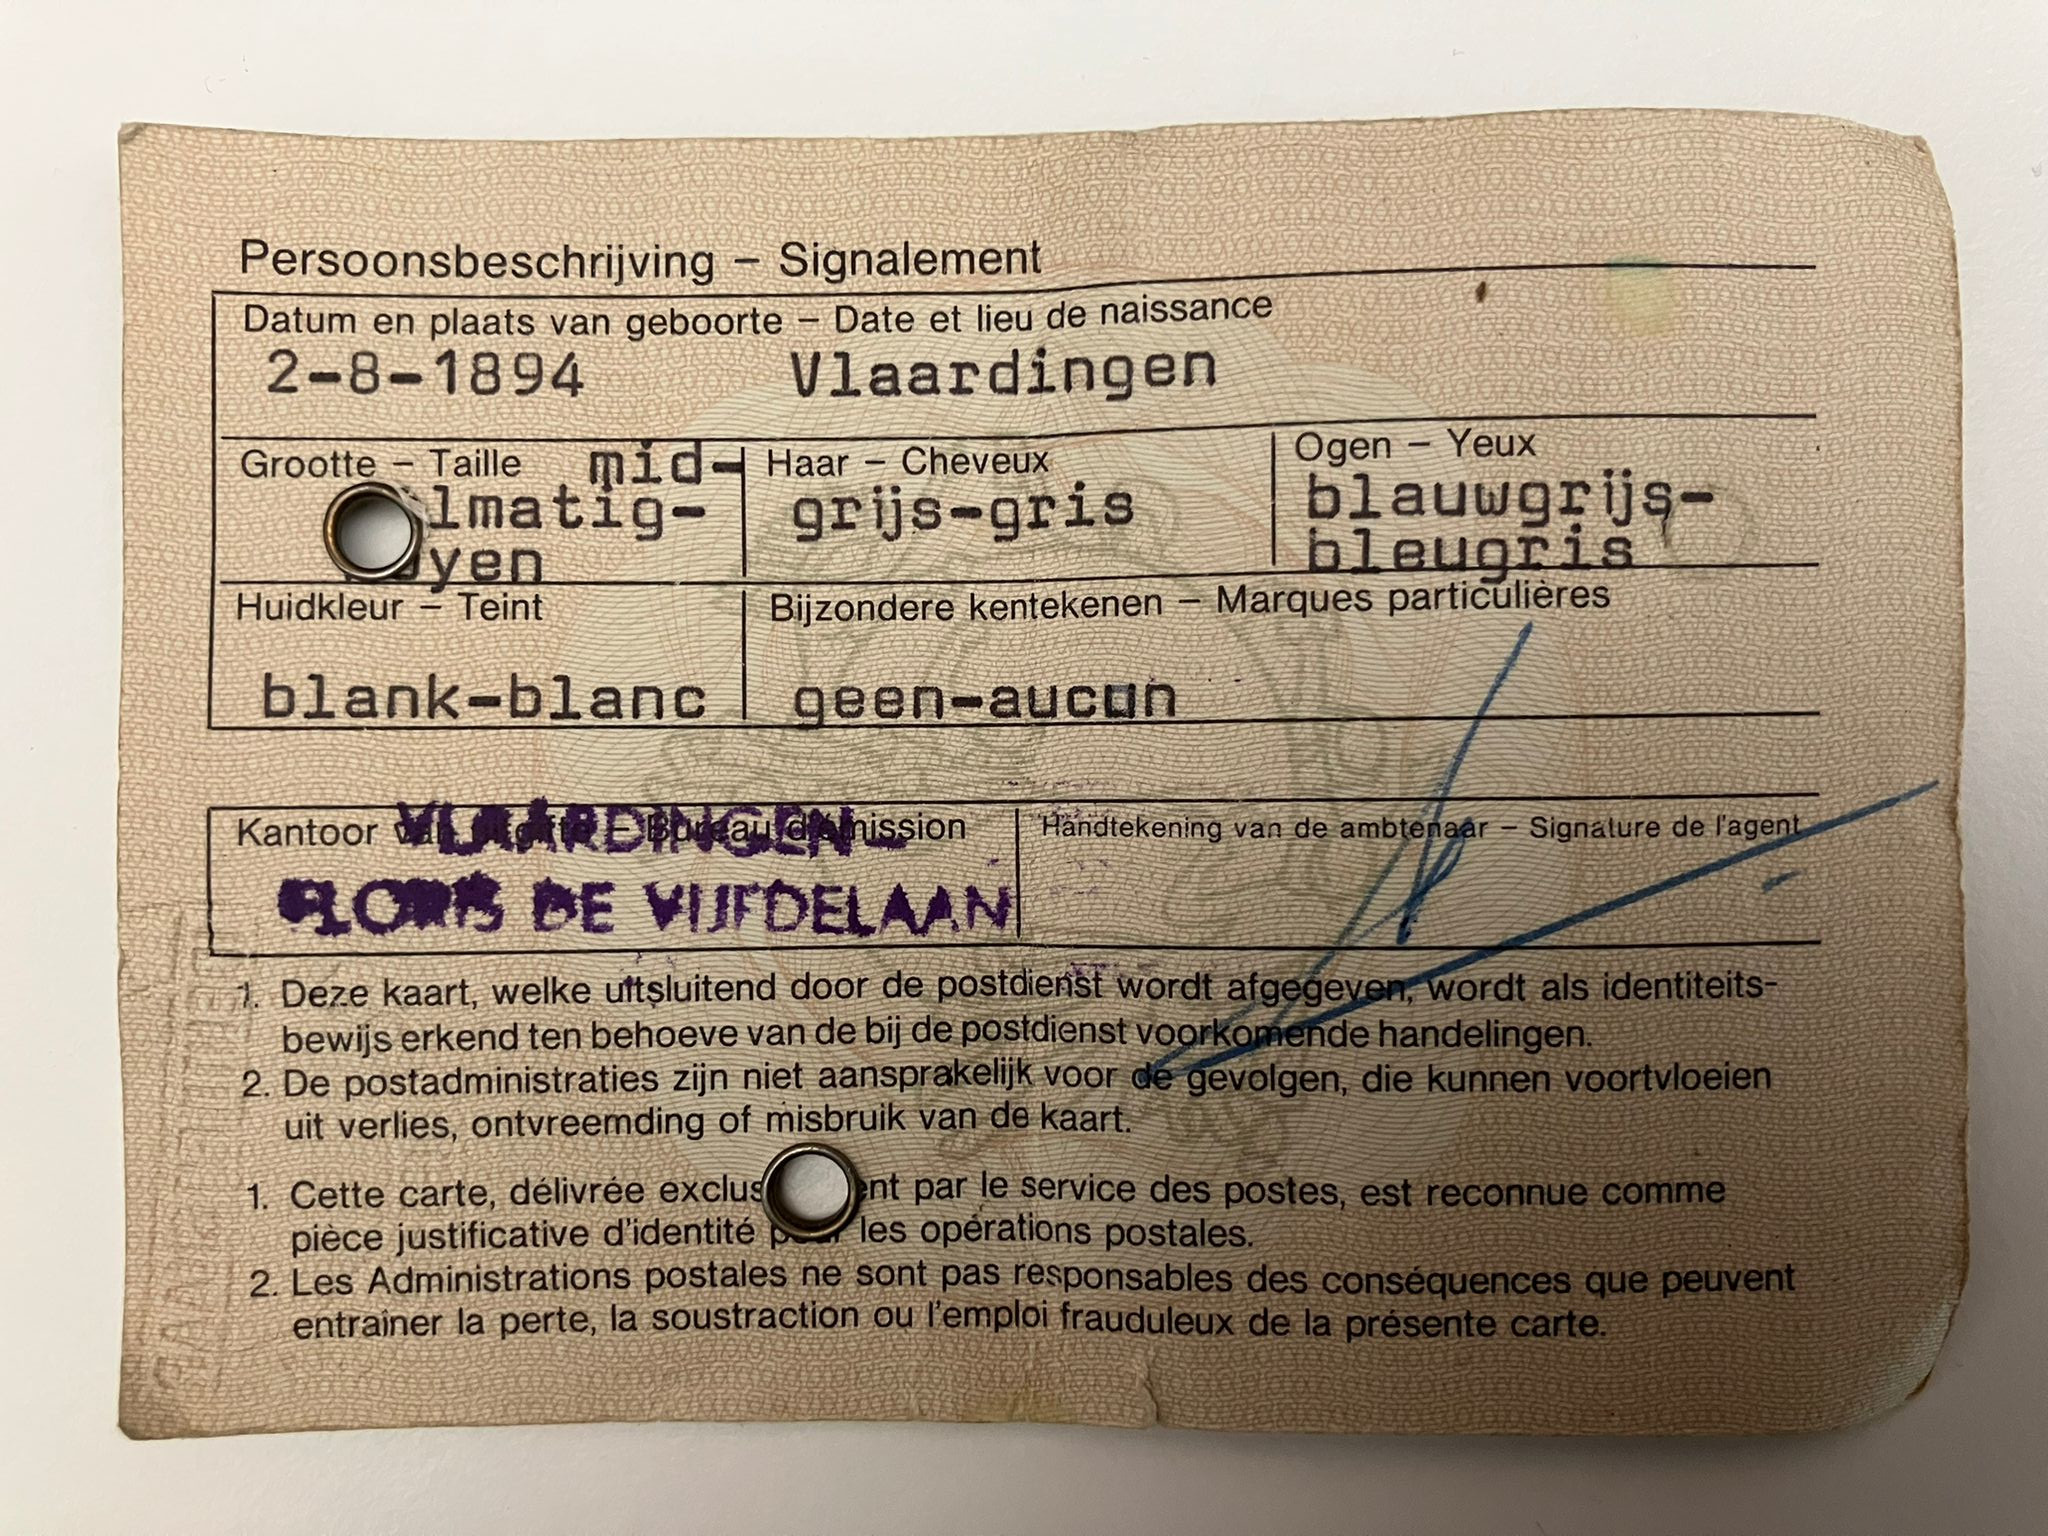 Persoonsbeschrijving – Signalement
Datum en plaats van geboorte – Date et lieu de naissance
2-8-1894 Vlaardingen
Grootte – Taille mid-
lmatig-
yen
Haar – Cheveux
grijs-gris
Ogen – Yeux
blauwgrijs-
bleugris
Huidkleur – Teint
blank-blanc
Bijzondere kentekenen – Marques particulières
geen-aucun
Kantoor van uitgifte – Bureau d'émission
VLAARDINGEN-
FLORIS DE VIJFDELAAN
Handtekening van de ambtenaar – Signature de l'agent
1. Deze kaart, welke uitsluitend door de postdienst wordt afgegeven, wordt als identiteits-
bewijs erkend ten behoeve van de bij de postdienst voorkomende handelingen.
2. De postadministraties zijn niet aansprakelijk voor de gevolgen, die kunnen voortvloeien
uit verlies, ontvreemding of misbruik van de kaart.
1. Cette carte, délivrée exclus ent par le service des postes, est reconnue comme
pièce justificative d'identité pour les opérations postales.
2. Les Administrations postales ne sont pas responsables des conséquences que peuvent
entraîner la perte, la soustraction ou l'emploi frauduleux de la présente carte.